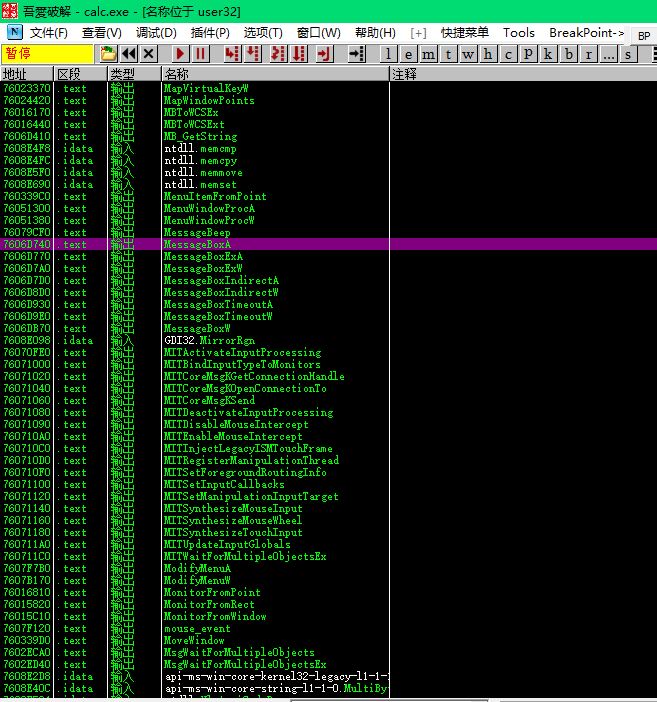 吾愛破解 - calc.exe - [名称位于 user32]
文件(F) 查看(V) 调试(D) 插件(P) 选项(T) 窗口(W) 帮助(H) [+] 快捷菜单 Tools BreakPoint-> BP
暂停 l e m t w h c p k b r ... s
地址 区段 类型 名称 注释
76023370 .text 输出 MapVirtualKeyW
76024420 .text 输出 MapWindowPoints
76016170 .text 输出 MBToWCSEx
76016440 .text 输出 MBToWCSExt
7606D410 .text 输出 MB_GetString
7608E4F8 .idata 输入 ntdll.memcmp
7608E4FC .idata 输入 ntdll.memcpy
7608E5F0 .idata 输入 ntdll.memmove
7608E690 .idata 输入 ntdll.memset
760339C0 .text 输出 MenuItemFromPoint
76051300 .text 输出 MenuWindowProcA
76051380 .text 输出 MenuWindowProcW
76079CF0 .text 输出 MessageBeep
7606D740 .text 输出 MessageBoxA
7606D770 .text 输出 MessageBoxExA
7606D7A0 .text 输出 MessageBoxExW
7606D7D0 .text 输出 MessageBoxIndirectA
7606D8D0 .text 输出 MessageBoxIndirectW
7606D930 .text 输出 MessageBoxTimeoutA
7606D9E0 .text 输出 MessageBoxTimeoutW
7606DB70 .text 输出 MessageBoxW
7608E098 .idata 输入 GDI32.MirrorRgn
76070FE0 .text 输出 MITActivateInputProcessing
76071000 .text 输出 MITBindInputTypeToMonitors
76071020 .text 输出 MITCoreMsgKGetConnectionHandle
76071040 .text 输出 MITCoreMsgKOpenConnectionTo
76071060 .text 输出 MITCoreMsgKSend
76071080 .text 输出 MITDeactivateInputProcessing
76071090 .text 输出 MITDisableMouseIntercept
760710A0 .text 输出 MITEnableMouseIntercept
760710C0 .text 输出 MITInjectLegacyISMTouchFrame
760710D0 .text 输出 MITRegisterManipulationThread
760710F0 .text 输出 MITSetForegroundRoutingInfo
76071100 .text 输出 MITSetInputCallbacks
76071120 .text 输出 MITSetManipulationInputTarget
76071140 .text 输出 MITSynthesizeMouseInput
76071160 .text 输出 MITSynthesizeMouseWheel
76071180 .text 输出 MITSynthesizeTouchInput
760711A0 .text 输出 MITUpdateInputGlobals
760711C0 .text 输出 MITWaitForMultipleObjectsEx
7607F7B0 .text 输出 ModifyMenuA
7607B170 .text 输出 ModifyMenuW
76016810 .text 输出 MonitorFromPoint
76015820 .text 输出 MonitorFromRect
76015C10 .text 输出 MonitorFromWindow
7607F120 .text 输出 mouse_event
760339D0 .text 输出 MoveWindow
7602ECA0 .text 输出 MsgWaitForMultipleObjects
7602ED40 .text 输出 MsgWaitForMultipleObjectsEx
7608E2D8 .idata 输入 api-ms-win-core-kernel32-legacy-l1-1-
7608E40C .idata 输入 api-ms-win-core-string-l1-1-0.MultiBy